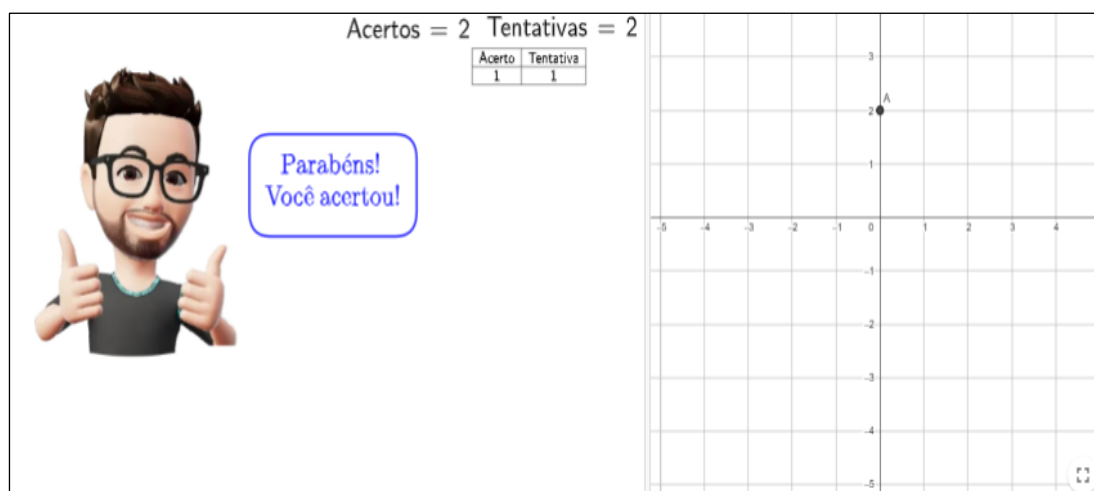 Acertos = 2 Tentativas = 2
Acerto Tentativa
1 1
Parabéns!
Você acertou!
3
A
2
1
-5 -4 -3 -2 -1 0 1 2 3 4
-1
-2
-3
-4
-5